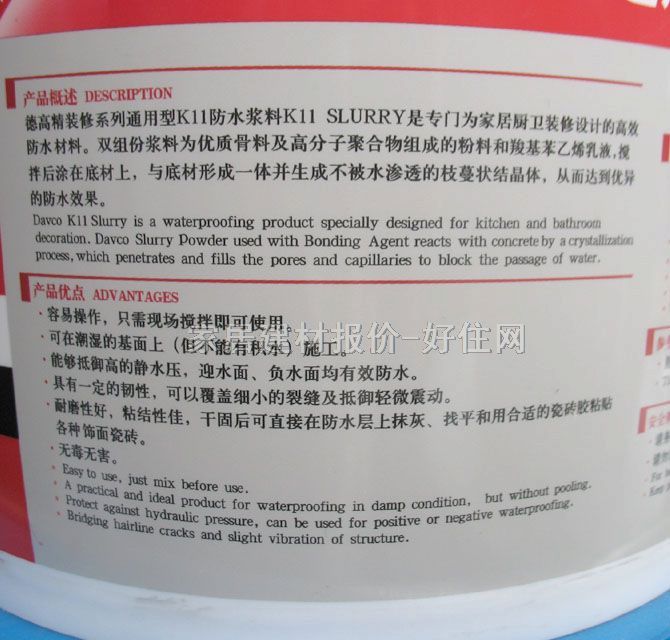 产品概述 DESCRIPTION
德高精装修系列通用型K11防水浆料K11 SLURRY是专门为家居厨卫装修设计的高效
防水材料。双组份浆料为优质骨料及高分子聚合物组成的粉料和羧基苯乙烯乳液,搅
拌后涂在底材上，与底材形成一体并生成不被水渗透的枝蔓状结晶体，从而达到优异
的防水效果。
Davco K11 Slurry is a waterproofing product specially designed for kitchen and bathroom
decoration. Davco Slurry Powder used with Bonding Agent reacts with concrete by a crystallization
process, which penetrates and fills the pores and capillaries to block the passage of water.
产品优点 ADVANTAGES
· 容易操作，只需现场搅拌即可使用。
· 可在潮湿的基面上（但不能有积水）施工。
家居建材报价-好住网
· 能够抵御高的静水压，迎水面、负水面均有效防水。
· 具有一定的韧性，可以覆盖细小的裂缝及抵御轻微震动。
· 耐磨性好，粘结性佳，干固后可直接在防水层上抹灰、找平和用合适的瓷砖胶粘贴
各种饰面瓷砖。
· 无毒无害。
· Easy to use, just mix before use.
· A practical and ideal product for waterproofing in damp condition, but without pooling.
· Protect against hydraulic pressure, can be used for positive or negative waterproofing.
· Bridging hairline cracks and slight vibration of structure.